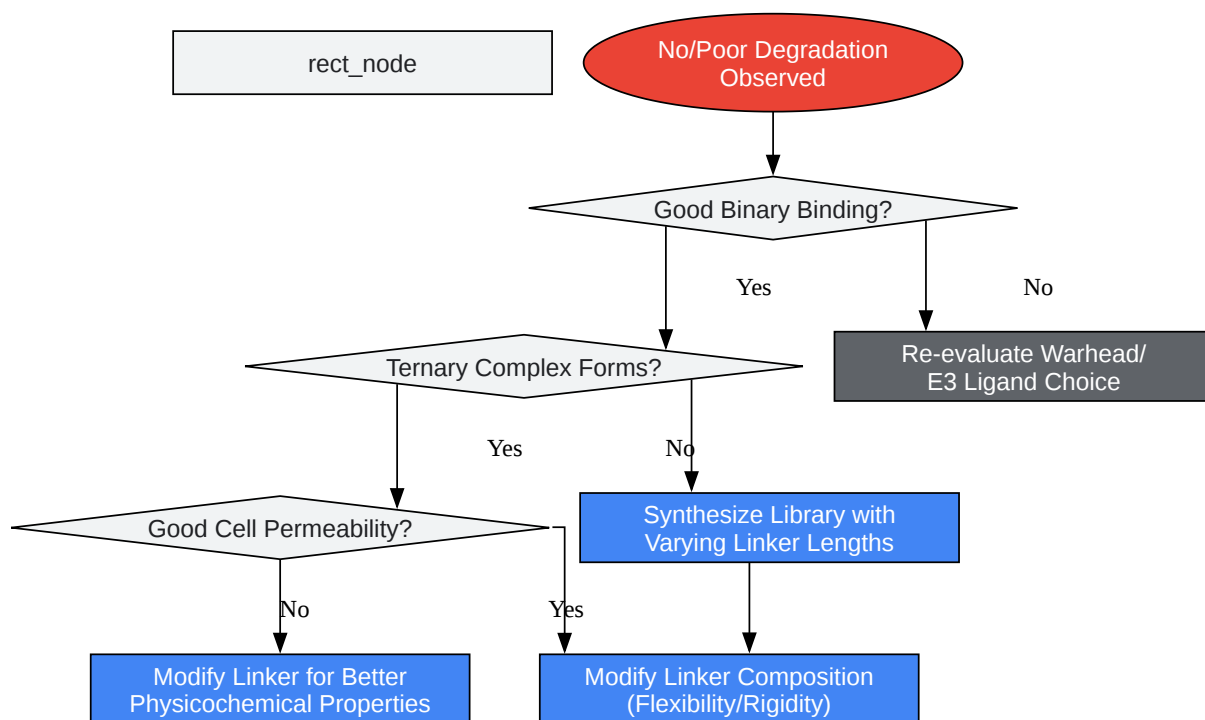 rect_node
No/Poor Degradation
Observed
Good Binary Binding?
Yes
No
Re-evaluate Warhead/
E3 Ligand Choice
Ternary Complex Forms?
Yes
No
Good Cell Permeability?
Synthesize Library with
Varying Linker Lengths
No
Yes
Modify Linker for Better
Physicochemical Properties
Modify Linker Composition
(Flexibility/Rigidity)